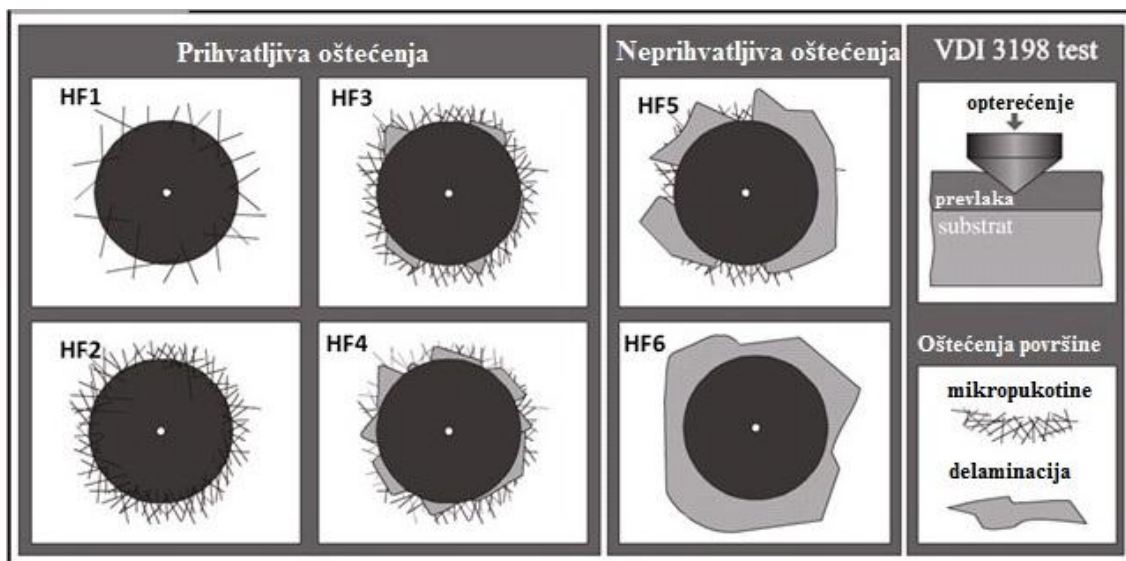 Prihvatljiva oštećenja
HF1
HF3
HF2
HF4
Neprihvatljiva oštećenja
HF5
HF6
VDI 3198 test
opterećenje
prevlaka
substrat
Oštećenja površine
mikropukotine
delaminacija